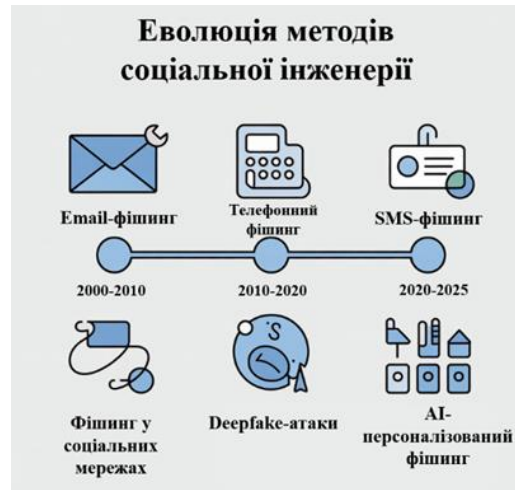 Еволюція методів
соціальної інженерії
Email-фішинг
Телефонний
фішинг
SMS-фішинг
2000-2010
2010-2020
2020-2025
Фішинг у
соціальних
мережах
Deepfake-атаки
AI-
персоналізований
фішинг